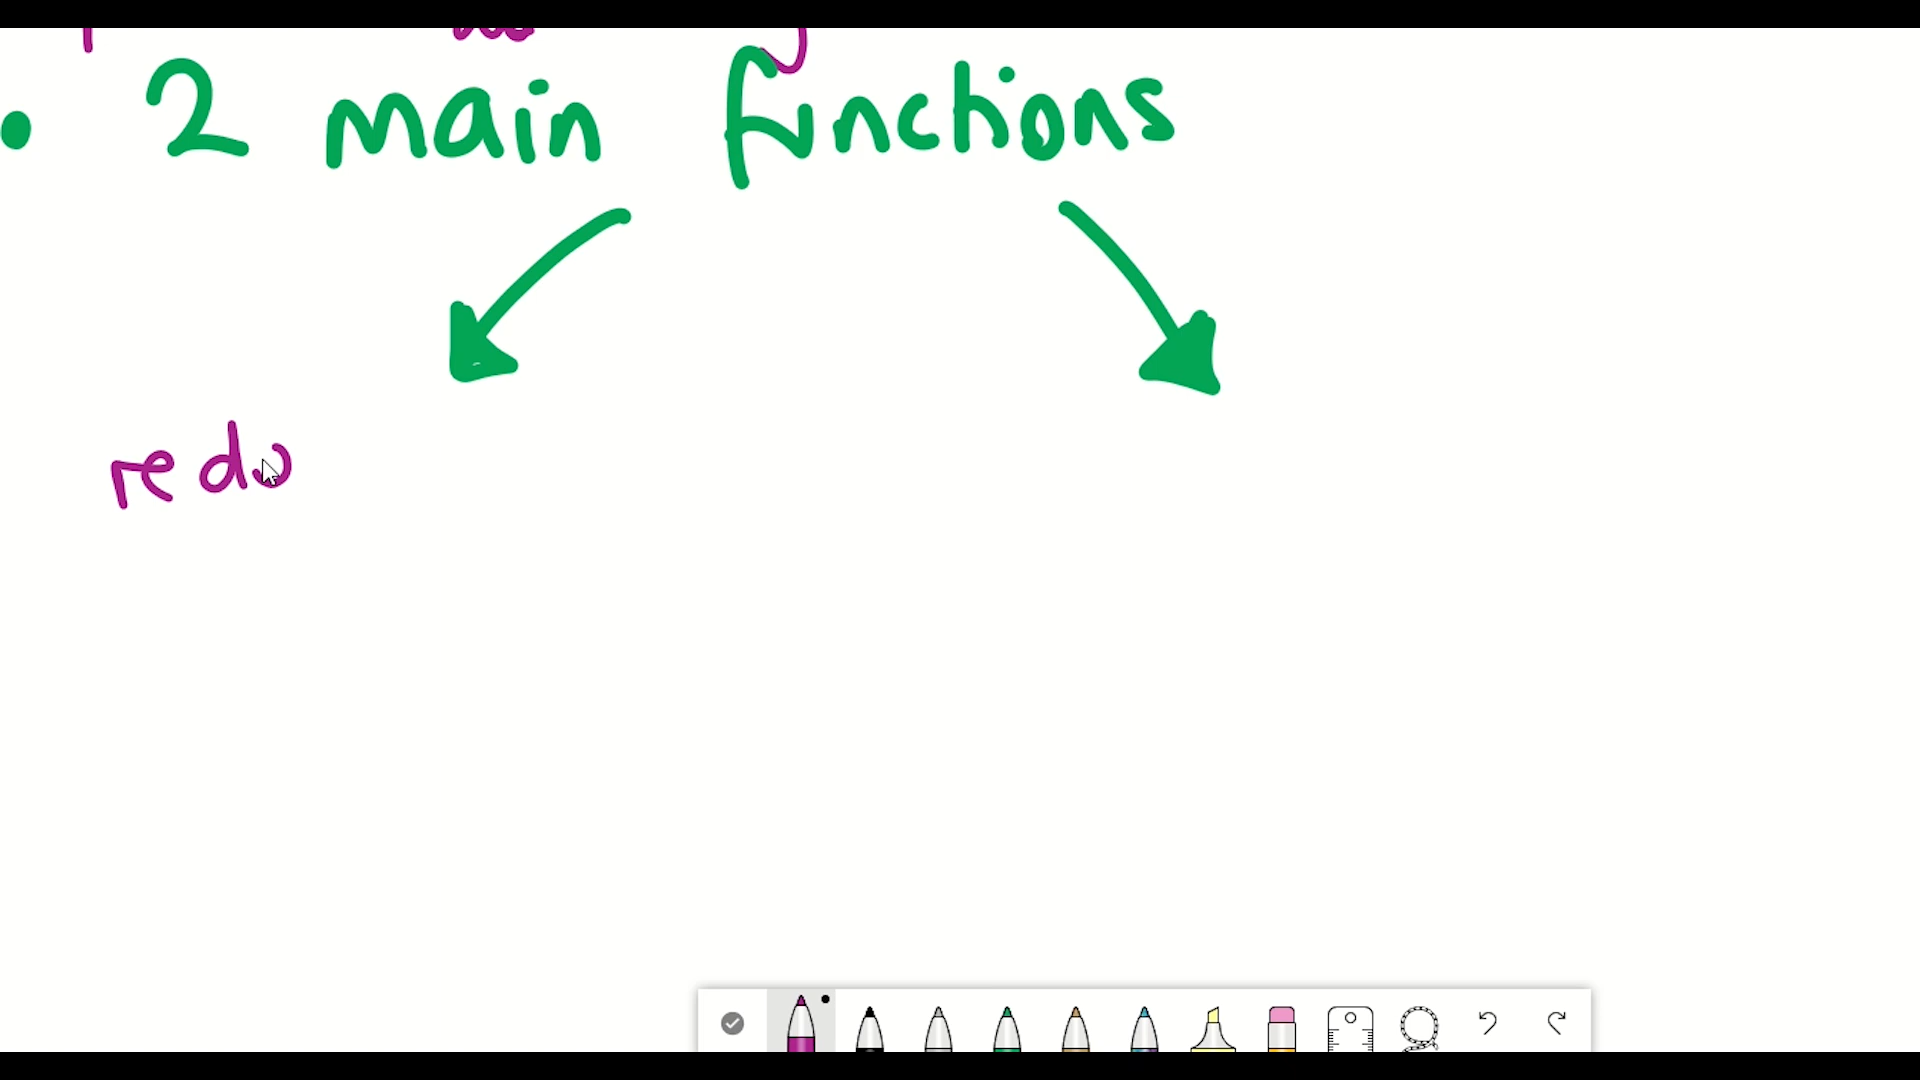 • 2 main functions
redo